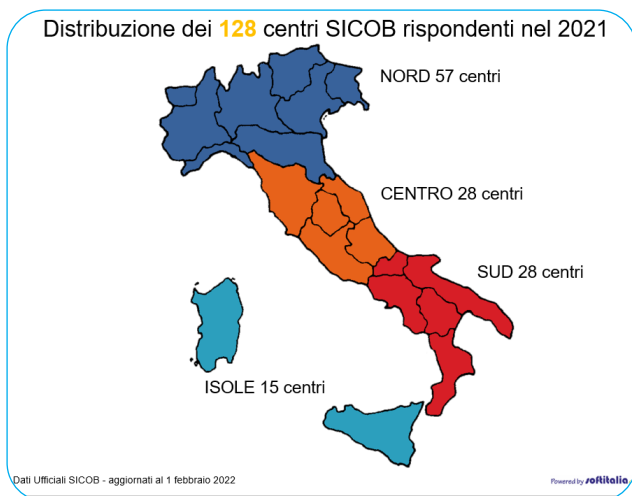 Distribuzione dei 128 centri SICOB rispondenti nel 2021
NORD 57 centri
CENTRO 28 centri
SUD 28 centri
ISOLE 15 centri
Dati Ufficiali SICOB - aggiornati al 1 febbraio 2022
Powered by softitalia